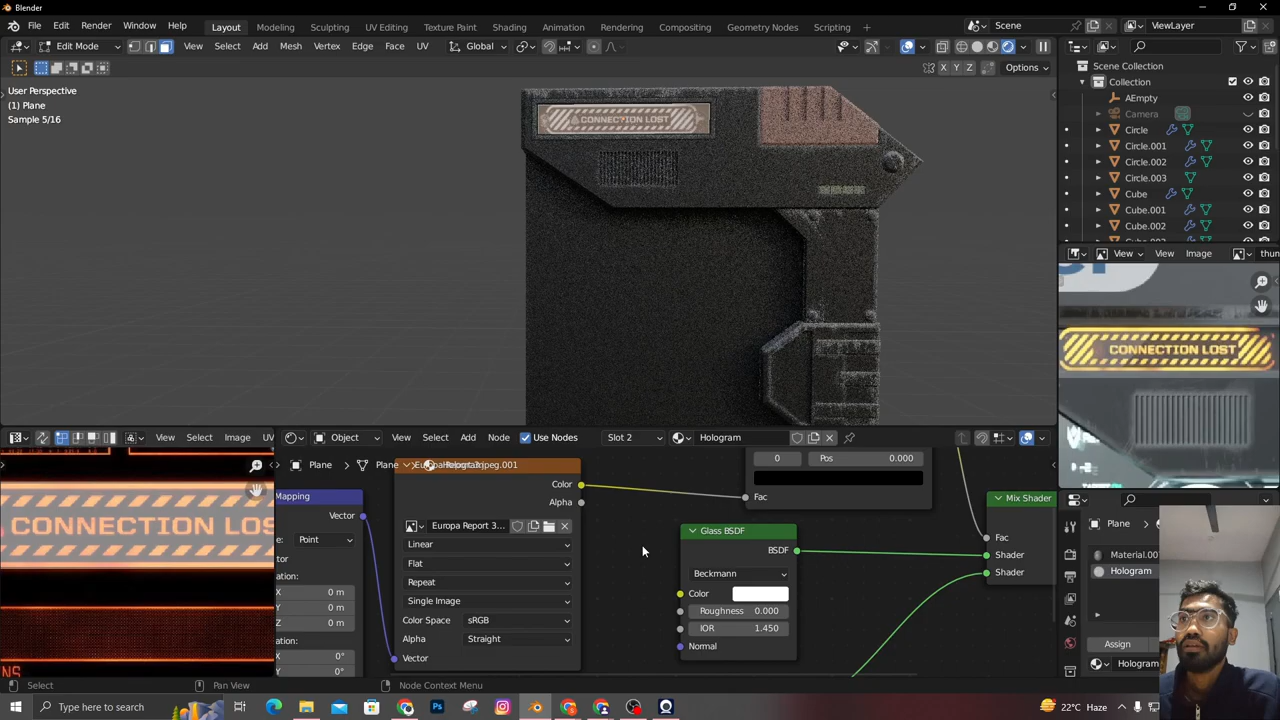 Blender
File Edit Render Window Help
Layout Modeling Sculpting UV Editing Texture Paint Shading Animation Rendering Compositing Geometry Nodes Scripting +
Scene
ViewLayer
Edit Mode View Select Add Mesh Vertex Edge Face UV
Global
X Y Z
Options
User Perspective
(1) Plane
Sample 5/16
CONNECTION LOST
Scene Collection
Collection
AEmpty
Camera
Circle
Circle.001
Circle.002
Circle.003
Cube
Cube.001
Cube.002
View View Image thun
CONNECTION LOST
View Select Image UV
CONNECTION LOS
NS
Object View Select Add Node Use Nodes Slot 2 Hologram
Plane Plane
Mapping
Vector
Point
X 0 m
Y 0 m
Z 0 m
X 0°
0°
Color
Alpha
Europa Report 3...
Linear
Flat
Repeat
Single Image
Color Space sRGB
Alpha Straight
Vector
0 Pos 0.000
Fac
Glass BSDF
BSDF
Beckmann
Color
Roughness 0.000
IOR 1.450
Normal
Mix Shader
Fac
Shader
Shader
Plane
Material.00
Hologram
Assign
Hologram
Select Pan View Node Context Menu
Type here to search
22°C Haze